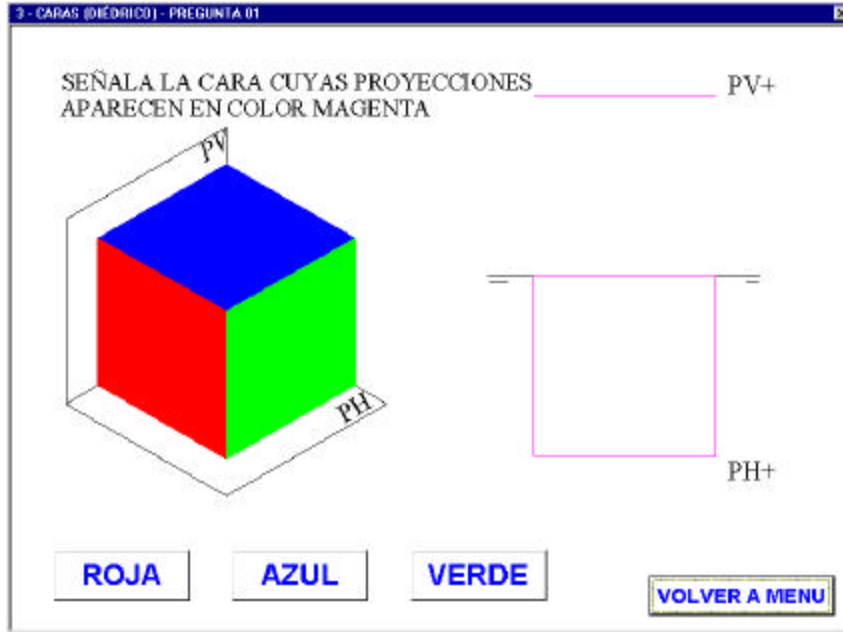 3 - CARAS (DIÉDRICO) - PREGUNTA 01
SEÑALA LA CARA CUYAS PROYECCIONES
APARECEN EN COLOR MAGENTA
PV+
PV
PH
PH+
ROJA
AZUL
VERDE
VOLVER A MENU